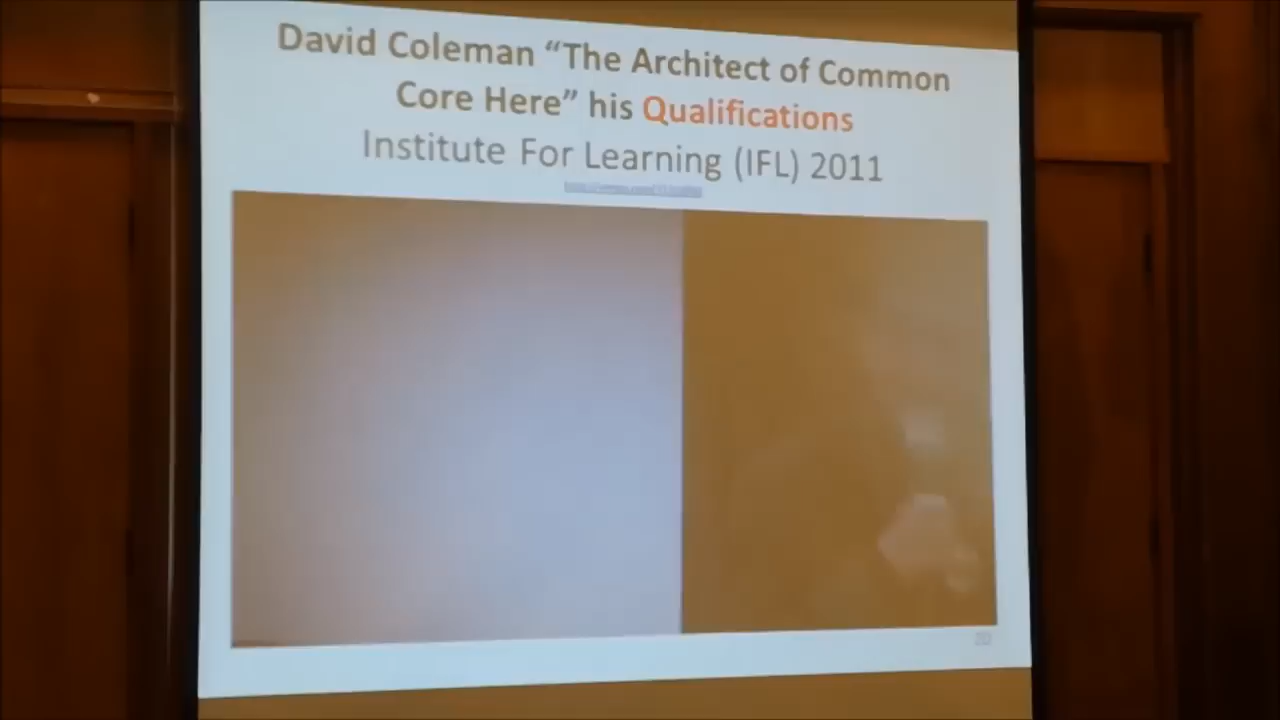 David Coleman “The Architect of Common
Core Here” his Qualifications
Institute For Learning (IFL) 2011